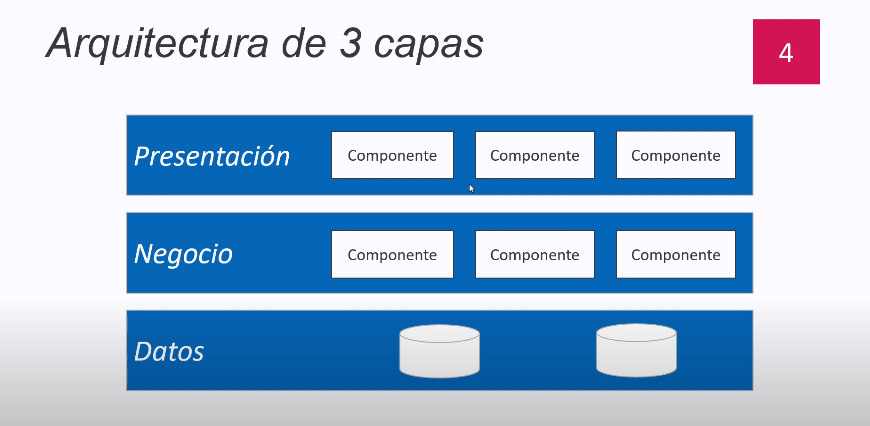 Arquitectura de 3 capas
4
Presentación
Componente Componente Componente
Negocio
Componente Componente Componente
Datos